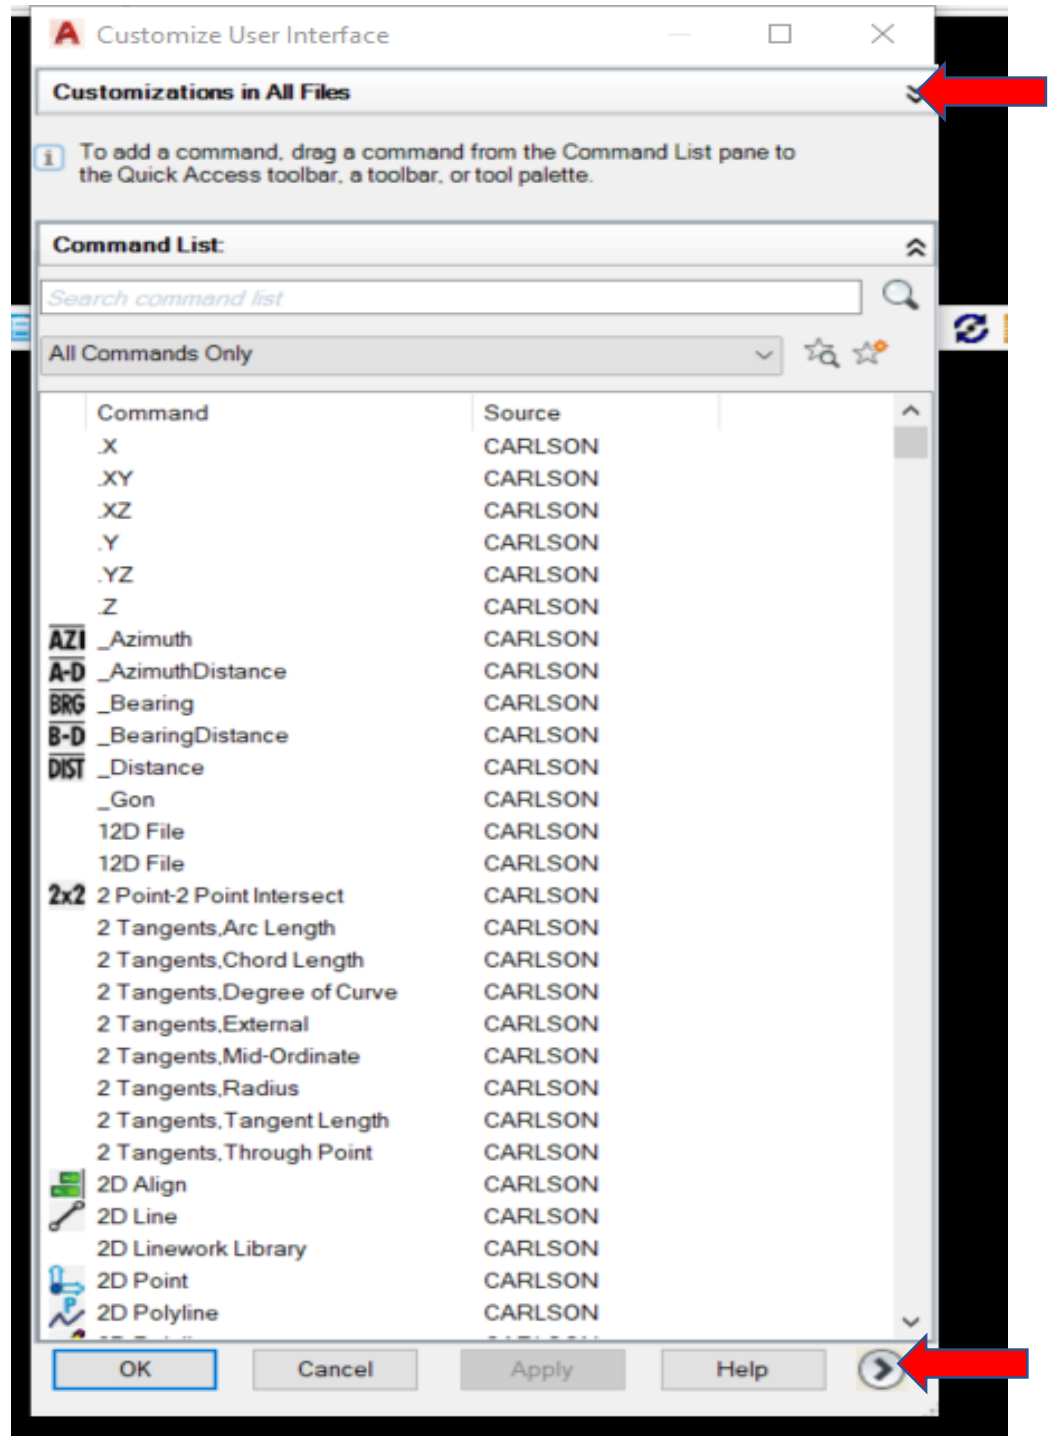 Customize User Interface
Customizations in All Files
To add a command, drag a command from the Command List pane to
the Quick Access toolbar, a toolbar, or tool palette.
Command List:
Search command list
All Commands Only
Command Source
.X CARLSON
.XY CARLSON
.XZ CARLSON
.Y CARLSON
.YZ CARLSON
.Z CARLSON
AZI _Azimuth CARLSON
A-D _AzimuthDistance CARLSON
BRG _Bearing CARLSON
B-D _BearingDistance CARLSON
DIST _Distance CARLSON
_Gon CARLSON
12D File CARLSON
12D File CARLSON
2x2 2 Point-2 Point Intersect CARLSON
2 Tangents,Arc Length CARLSON
2 Tangents,Chord Length CARLSON
2 Tangents,Degree of Curve CARLSON
2 Tangents,External CARLSON
2 Tangents,Mid-Ordinate CARLSON
2 Tangents,Radius CARLSON
2 Tangents,Tangent Length CARLSON
2 Tangents,Through Point CARLSON
2D Align CARLSON
2D Line CARLSON
2D Linework Library CARLSON
2D Point CARLSON
2D Polyline CARLSON
OK Cancel Apply Help